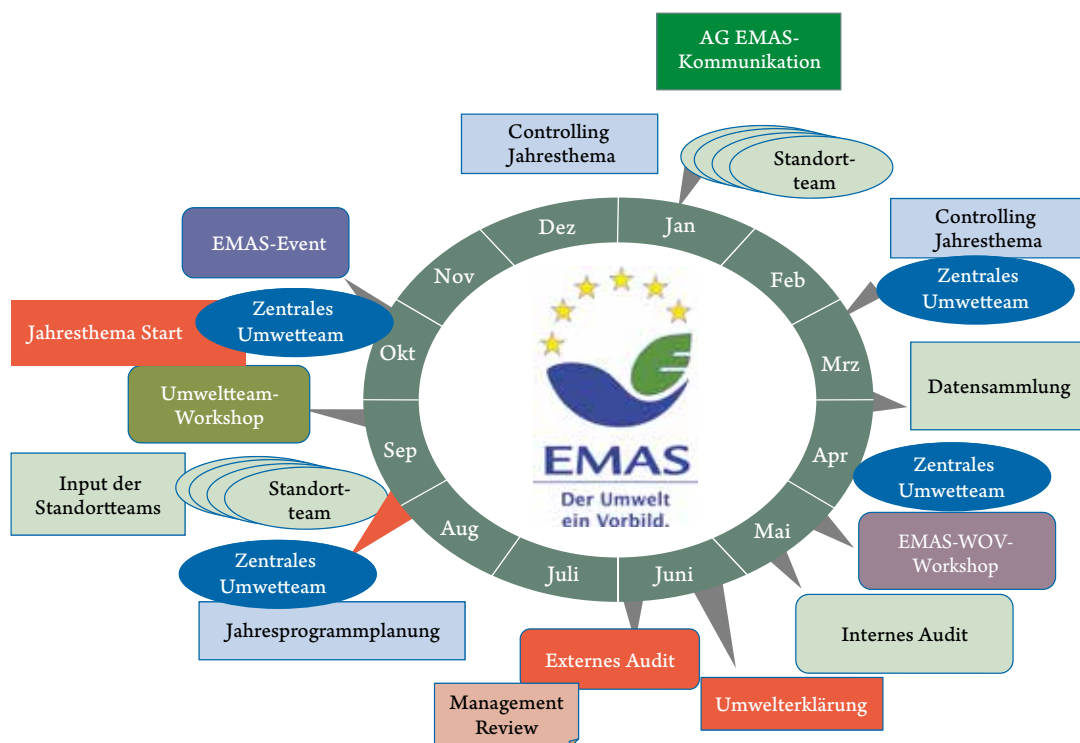 AG EMAS-
Kommunikation
Controlling
Jahresthema
Standort-
team
Controlling
Jahresthema
Zentrales
Umwetteam
Datensammlung
Zentrales
Umwetteam
EMAS-WOV-
Workshop
Internes Audit
Umwelterklärung
Externes Audit
Management
Review
Jahresprogrammplanung
Zentrales
Umwetteam
Standort-
team
Input der
Standortteams
Umweltteam-
Workshop
Jahresthema Start
Zentrales
Umwetteam
EMAS-Event
Jan
Feb
Mrz
Apr
Mai
Juni
Juli
Aug
Sep
Okt
Nov
Dez
EMAS
Der Umwelt
ein Vorbild.